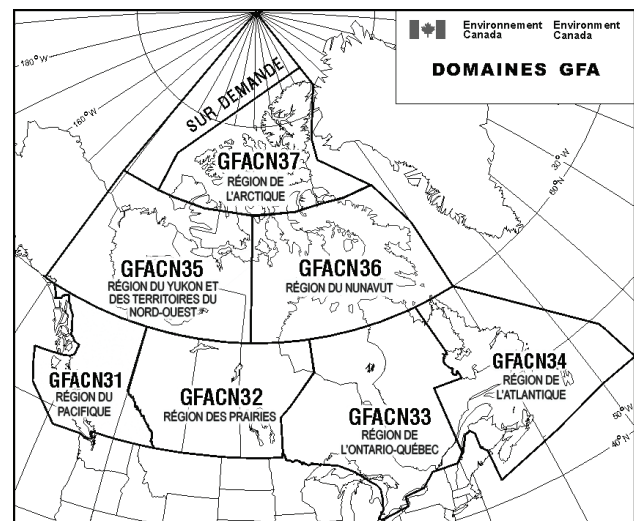 Environnement Environment
Canada Canada
DOMAINES GFA
180°W
160°W
SUR DEMANDE
GFACN37
RÉGION DE
L'ARCTIQUE
30°W
60°N
GFACN35
RÉGION DU YUKON ET
DES TERRITOIRES DU
NORD-OUEST
GFACN36
RÉGION DU NUNAVUT
GFACN31
RÉGION DU
PACIFIQUE
GFACN32
RÉGION DES PRAIRIES
GFACN33
RÉGION DE
L'ONTARIO-QUÉBEC
GFACN34
RÉGION DE
L'ATLANTIQUE
50°W
40°N